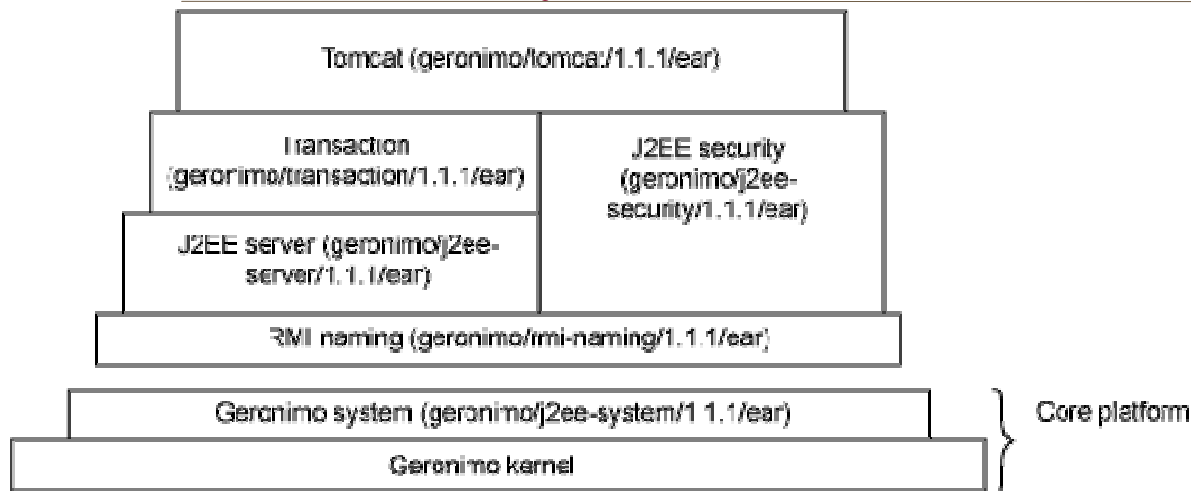 Tomcat (geronimo/tomcat/1.1.1/ear)
Transaction
(geronimo/transaction/1.1.1/ear)
J2EE security
(geronimo/j2ee-
security/1.1.1/ear)
J2EE server (geronimo/j2ee-
server/1.1.1/ear)
RMI naming (geronimo/rmi-naming/1.1.1/ear)
Geronimo system (geronimo/j2ee-system/1.1.1/ear)
Core platform
Geronimo kernel